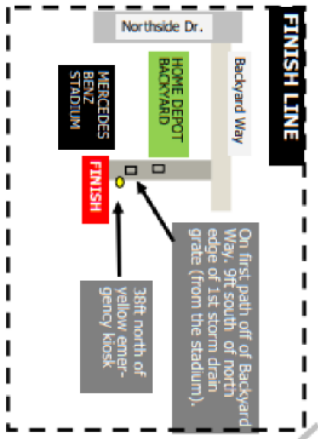 FINISH LINE
Northside Dr.
Backyard Way
HOME DEPOT
BACKYARD
MERCEDES
BENZ
STADIUM
FINISH
On first path off of Backyard
Way. 9ft south of north
edge of 1st storm drain
grate (from the stadium).
38ft north of
yellow emer-
gency kiosk